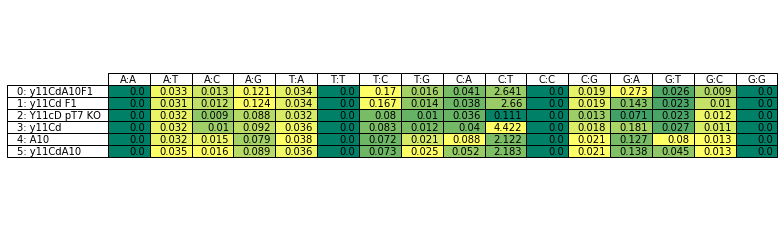 A:A A:T A:C A:G T:A T:T T:C T:G C:A C:T C:C C:G G:A G:T G:C G:G
0: y11CdA10F1 0.0 0.033 0.013 0.121 0.034 0.0 0.17 0.016 0.041 2.641 0.0 0.019 0.273 0.026 0.009 0.0
1: y11Cd F1 0.0 0.031 0.012 0.124 0.034 0.0 0.167 0.014 0.038 2.66 0.0 0.019 0.143 0.023 0.01 0.0
2: Y11cD pT7 KO 0.0 0.032 0.009 0.088 0.032 0.0 0.08 0.01 0.036 0.111 0.0 0.013 0.071 0.023 0.012 0.0
3: y11Cd 0.0 0.032 0.01 0.092 0.036 0.0 0.083 0.012 0.04 4.422 0.0 0.018 0.181 0.027 0.011 0.0
4: A10 0.0 0.032 0.015 0.079 0.038 0.0 0.072 0.021 0.088 2.122 0.0 0.021 0.127 0.08 0.013 0.0
5: y11CdA10 0.0 0.035 0.016 0.089 0.036 0.0 0.073 0.025 0.052 2.183 0.0 0.021 0.138 0.045 0.013 0.0